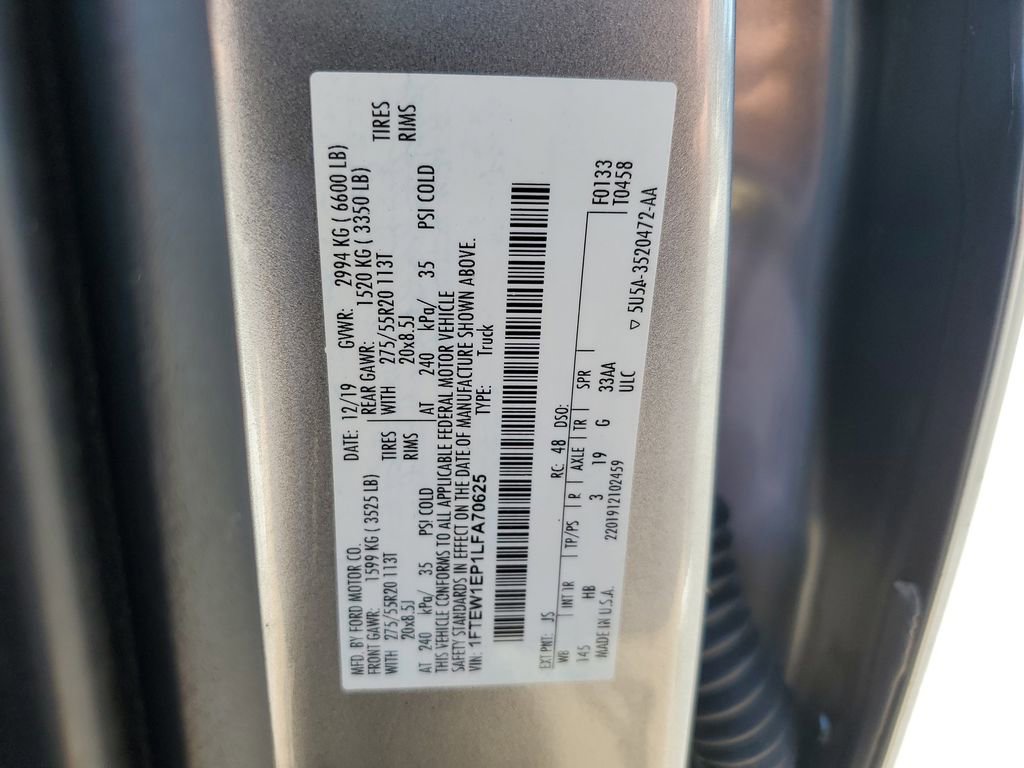 MFD. BY FORD MOTOR CO.
DATE: 12/19 GVWR: 2994 KG ( 6600 LB)
FRONT GAWR: 1599 KG ( 3525 LB) REAR GAWR: 1520 KG ( 3350 LB)
WITH 275/55R20 113T TIRES WITH 275/55R20 113T TIRES
20x8.5J RIMS 20x8.5J RIMS
AT 240 kPa/ 35 PSI COLD AT 240 kPa/ 35 PSI COLD
THIS VEHICLE CONFORMS TO ALL APPLICABLE FEDERAL MOTOR VEHICLE
SAFETY STANDARDS IN EFFECT ON THE DATE OF MANUFACTURE SHOWN ABOVE.
VIN: 1FTEW1EP1LFA70625 TYPE: Truck
EXT PNT: JS RC: 48 DSO: F0133
WB INT TR TP/PS R AXLE TR SPR T0458
145 HB 3 19 G 33AA
MADE IN U.S.A. 2201912102459 ULC
▽ 5U5A-3520472-AA